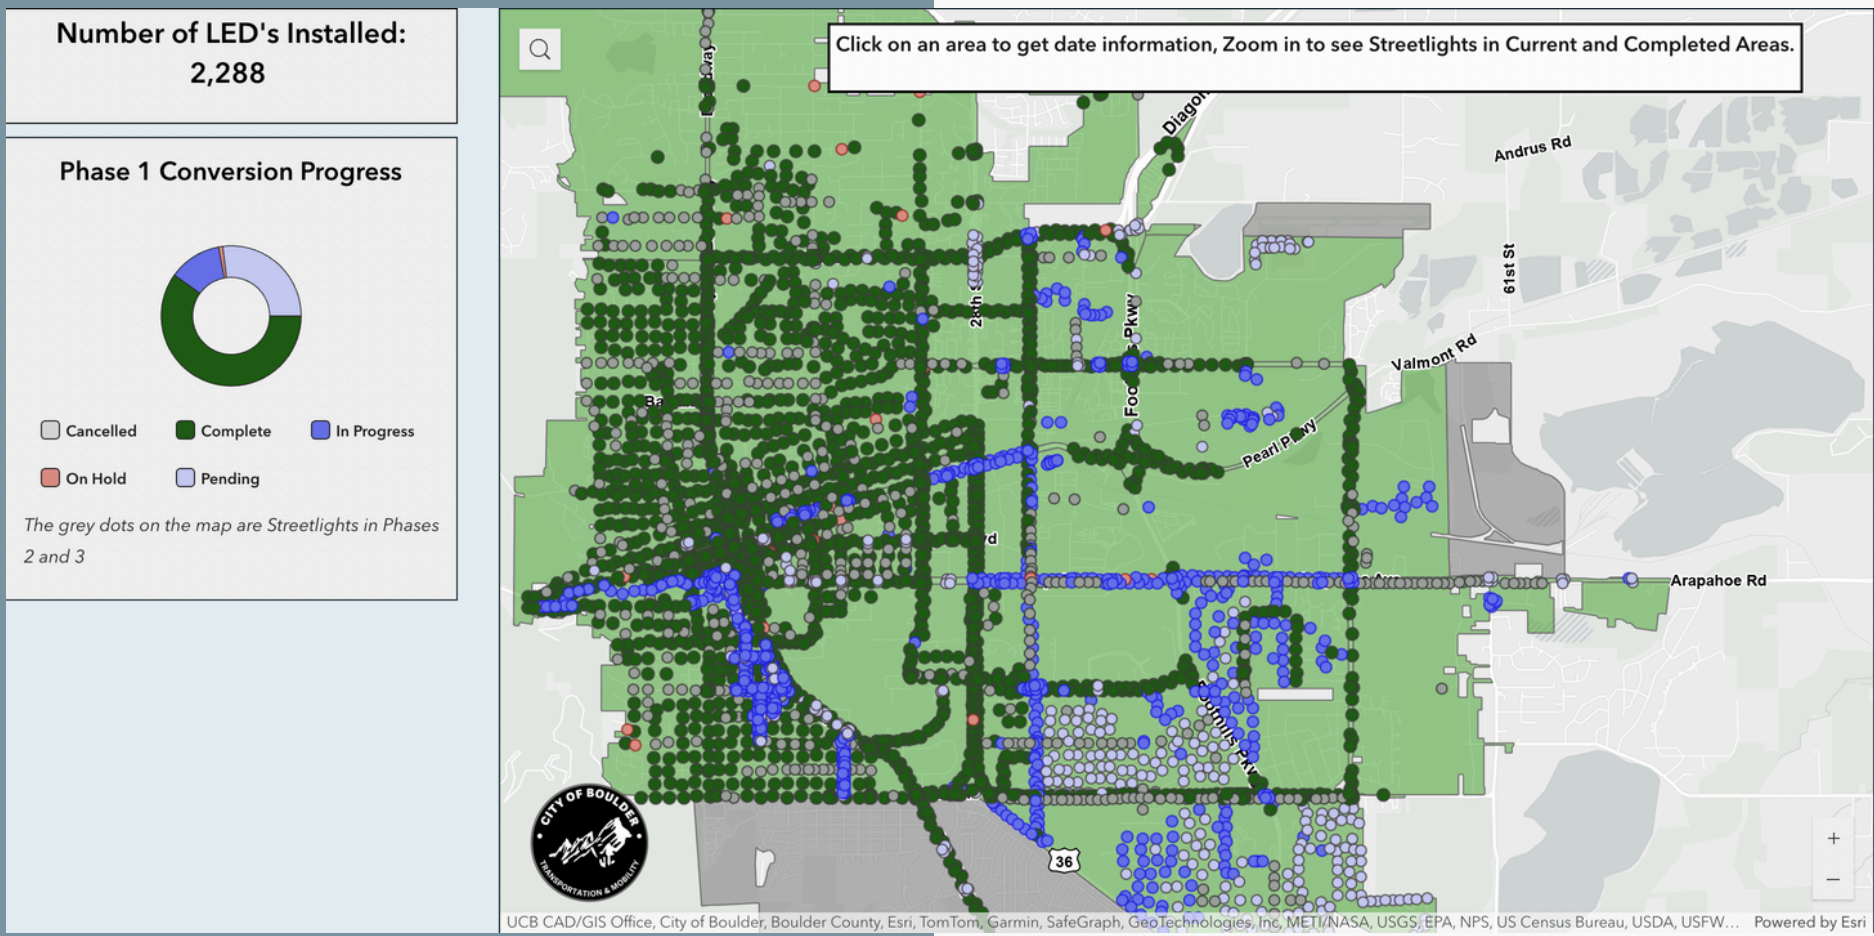 Number of LED's Installed:
2,288
Phase 1 Conversion Progress
Cancelled
Complete
In Progress
On Hold
Pending
The grey dots on the map are Streetlights in Phases
2 and 3
Click on an area to get date information, Zoom in to see Streetlights in Current and Completed Areas.
Andrus Rd
61st St
Valmont Rd
Pearl Pkwy
Pkwy
Arapahoe Rd
36
CITY OF BOULDER
TRANSPORTATION & MOBILITY
+
−
UCB CAD/GIS Office, City of Boulder, Boulder County, Esri, TomTom, Garmin, SafeGraph, GeoTechnologies, Inc, METI/NASA, USGS, EPA, NPS, US Census Bureau, USDA, USFW...
Powered by Esri